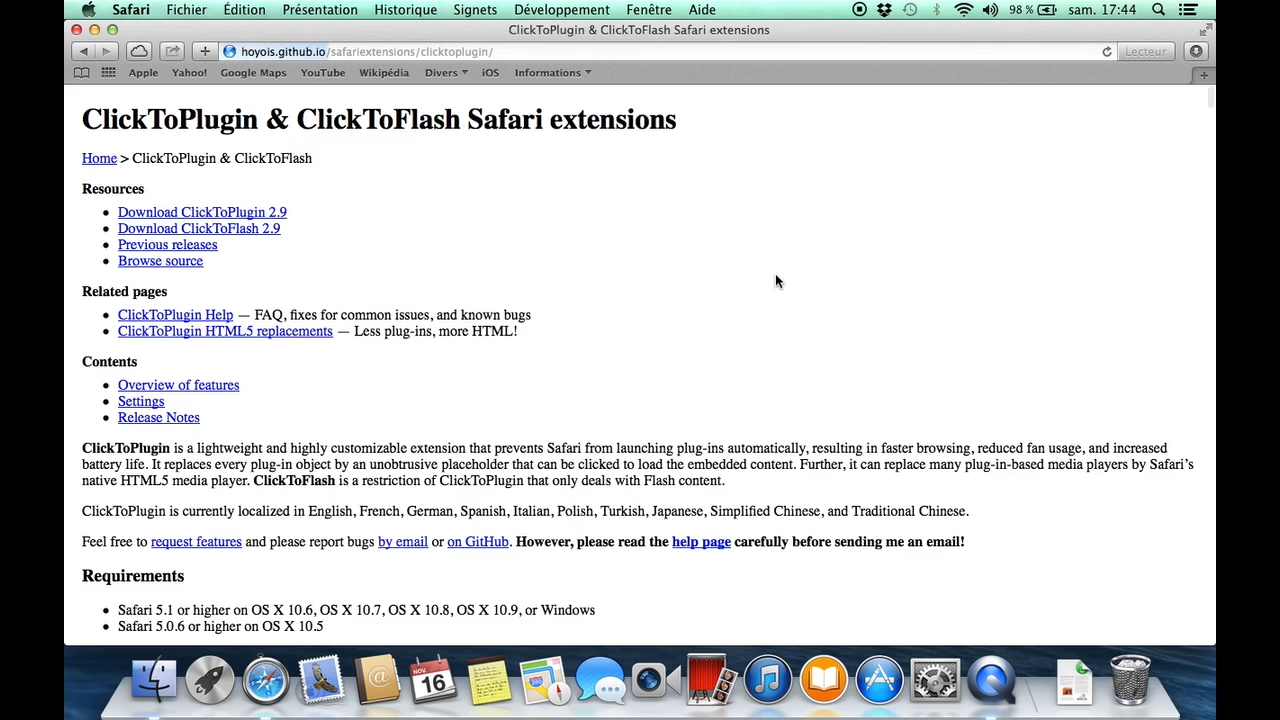 Safari Fichier Édition Présentation Historique Signets Développement Fenêtre Aide 98 % sam. 17:44
ClickToPlugin & ClickToFlash Safari extensions
hoyois.github.io/safariextensions/clicktoplugin/ Lecteur
Apple Yahoo! Google Maps YouTube Wikipédia Divers iOS Informations
ClickToPlugin & ClickToFlash Safari extensions
Home > ClickToPlugin & ClickToFlash
Resources
• Download ClickToPlugin 2.9
• Download ClickToFlash 2.9
• Previous releases
• Browse source
Related pages
• ClickToPlugin Help — FAQ, fixes for common issues, and known bugs
• ClickToPlugin HTML5 replacements — Less plug-ins, more HTML!
Contents
• Overview of features
• Settings
• Release Notes
ClickToPlugin is a lightweight and highly customizable extension that prevents Safari from launching plug-ins automatically, resulting in faster browsing, reduced fan usage, and increased
battery life. It replaces every plug-in object by an unobtrusive placeholder that can be clicked to load the embedded content. Further, it can replace many plug-in-based media players by Safari’s
native HTML5 media player. ClickToFlash is a restriction of ClickToPlugin that only deals with Flash content.
ClickToPlugin is currently localized in English, French, German, Spanish, Italian, Polish, Turkish, Japanese, Simplified Chinese, and Traditional Chinese.
Feel free to request features and please report bugs by email or on GitHub. However, please read the help page carefully before sending me an email!
Requirements
• Safari 5.1 or higher on OS X 10.6, OS X 10.7, OS X 10.8, OS X 10.9, or Windows
• Safari 5.0.6 or higher on OS X 10.5
NOV
16